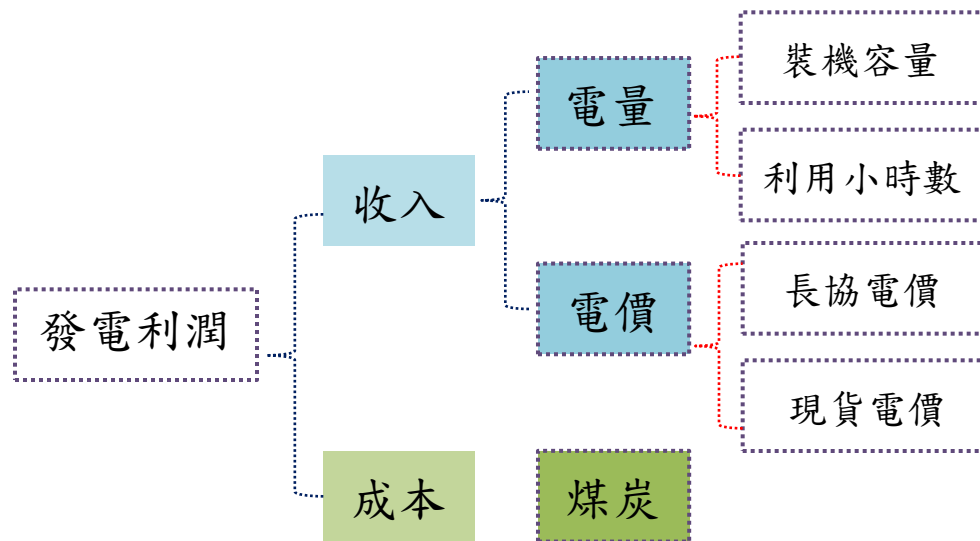 發電利潤
收入
成本
電量
電價
煤炭
裝機容量
利用小時數
長協電價
現貨電價